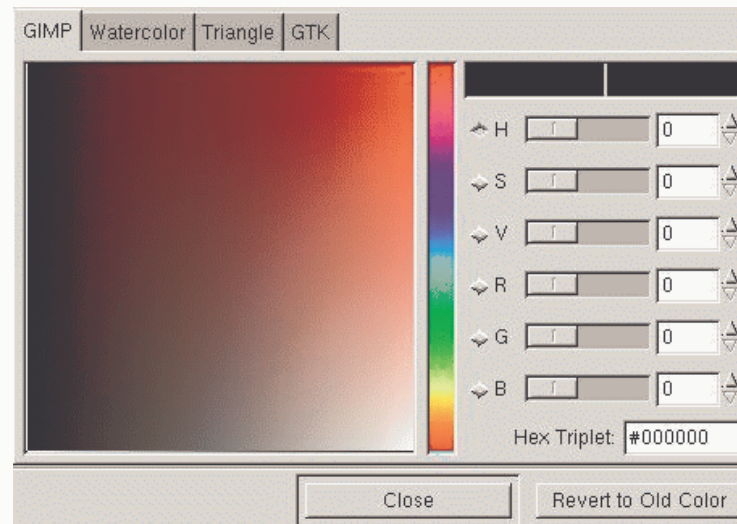 GIMP Watercolor Triangle GTK
H 0
S 0
V 0
R 0
G 0
B 0
Hex Triplet: #000000
Close Revert to Old Color